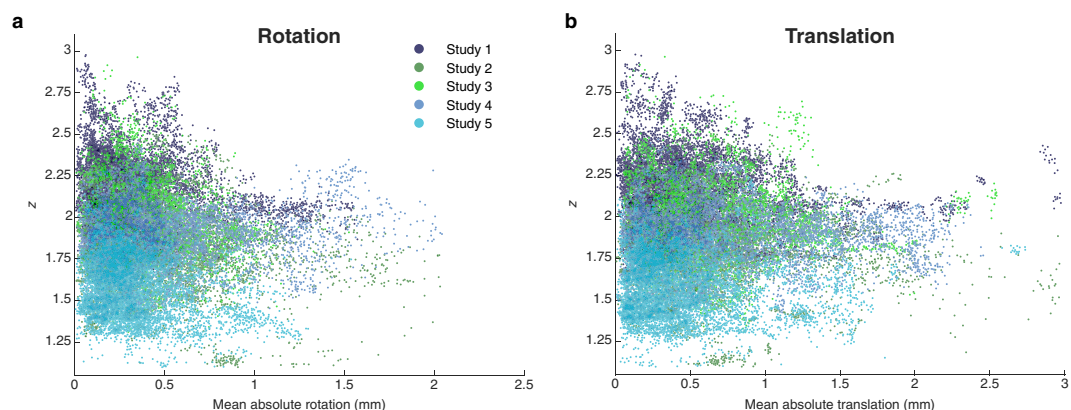 a
Rotation
3
2.75
2.5
2.25
2
1.75
1.5
1.25
z
0
0.5
1
1.5
2
2.5
Mean absolute rotation (mm)
Study 1
Study 2
Study 3
Study 4
Study 5
b
Translation
3
2.75
2.5
2.25
2
1.75
1.5
1.25
z
0
0.5
1
1.5
2
2.5
3
Mean absolute translation (mm)